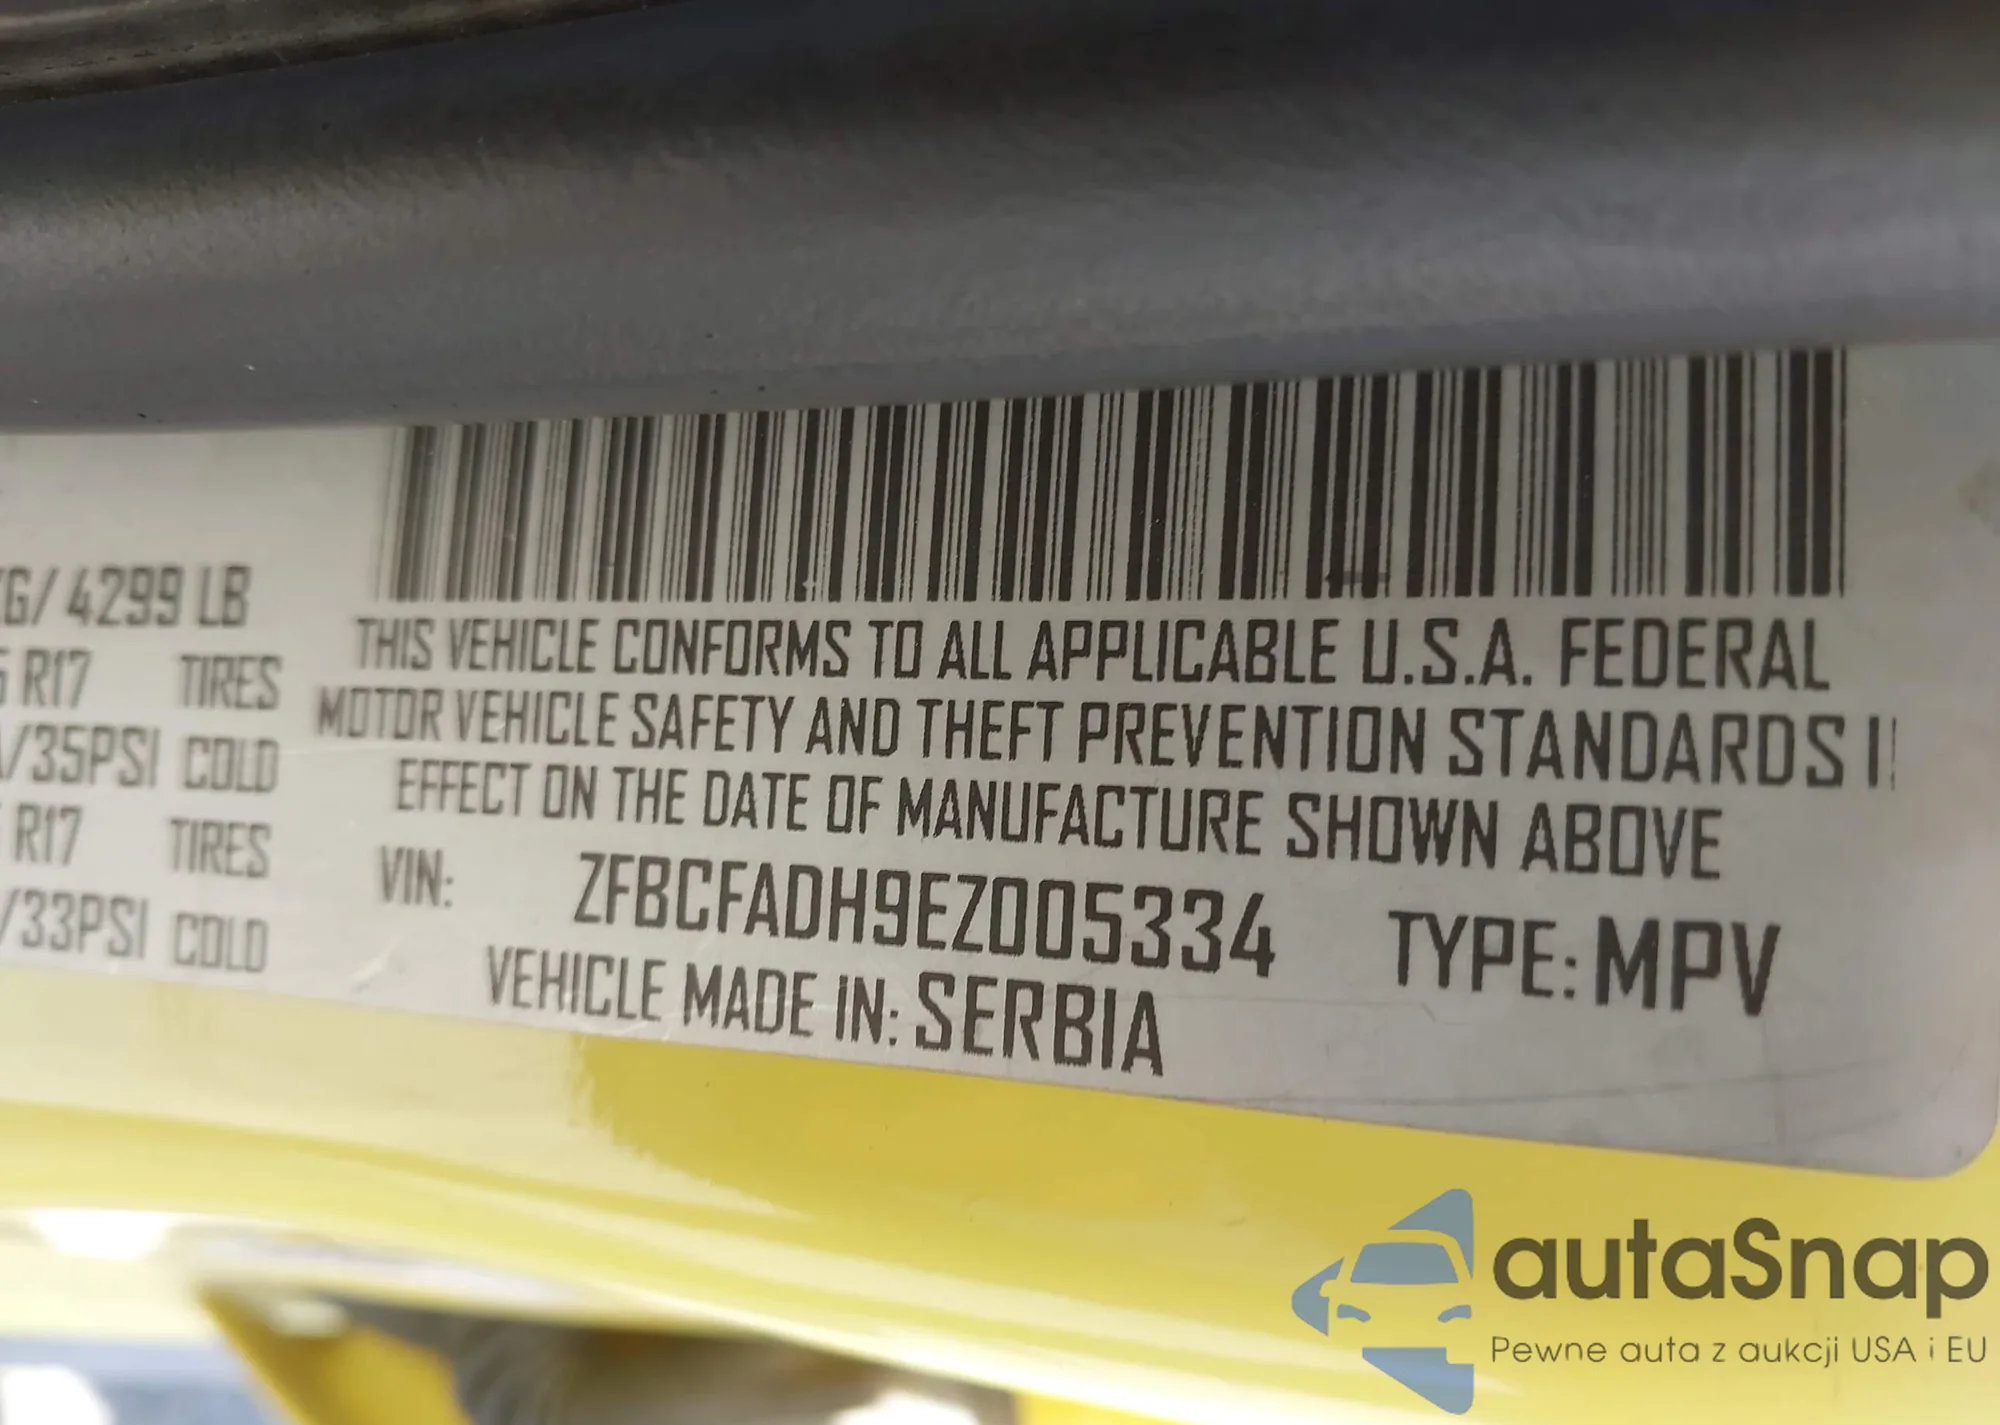 KG/ 4299 LB
R17 TIRES
/35PSI COLD
R17 TIRES
/33PSI COLD
THIS VEHICLE CONFORMS TO ALL APPLICABLE U.S.A. FEDERAL
MOTOR VEHICLE SAFETY AND THEFT PREVENTION STANDARDS I
EFFECT ON THE DATE OF MANUFACTURE SHOWN ABOVE
VIN: ZFBCFADH9EZ005334 TYPE: MPV
VEHICLE MADE IN: SERBIA
autaSnap
Pewne auta z aukcji USA i EU